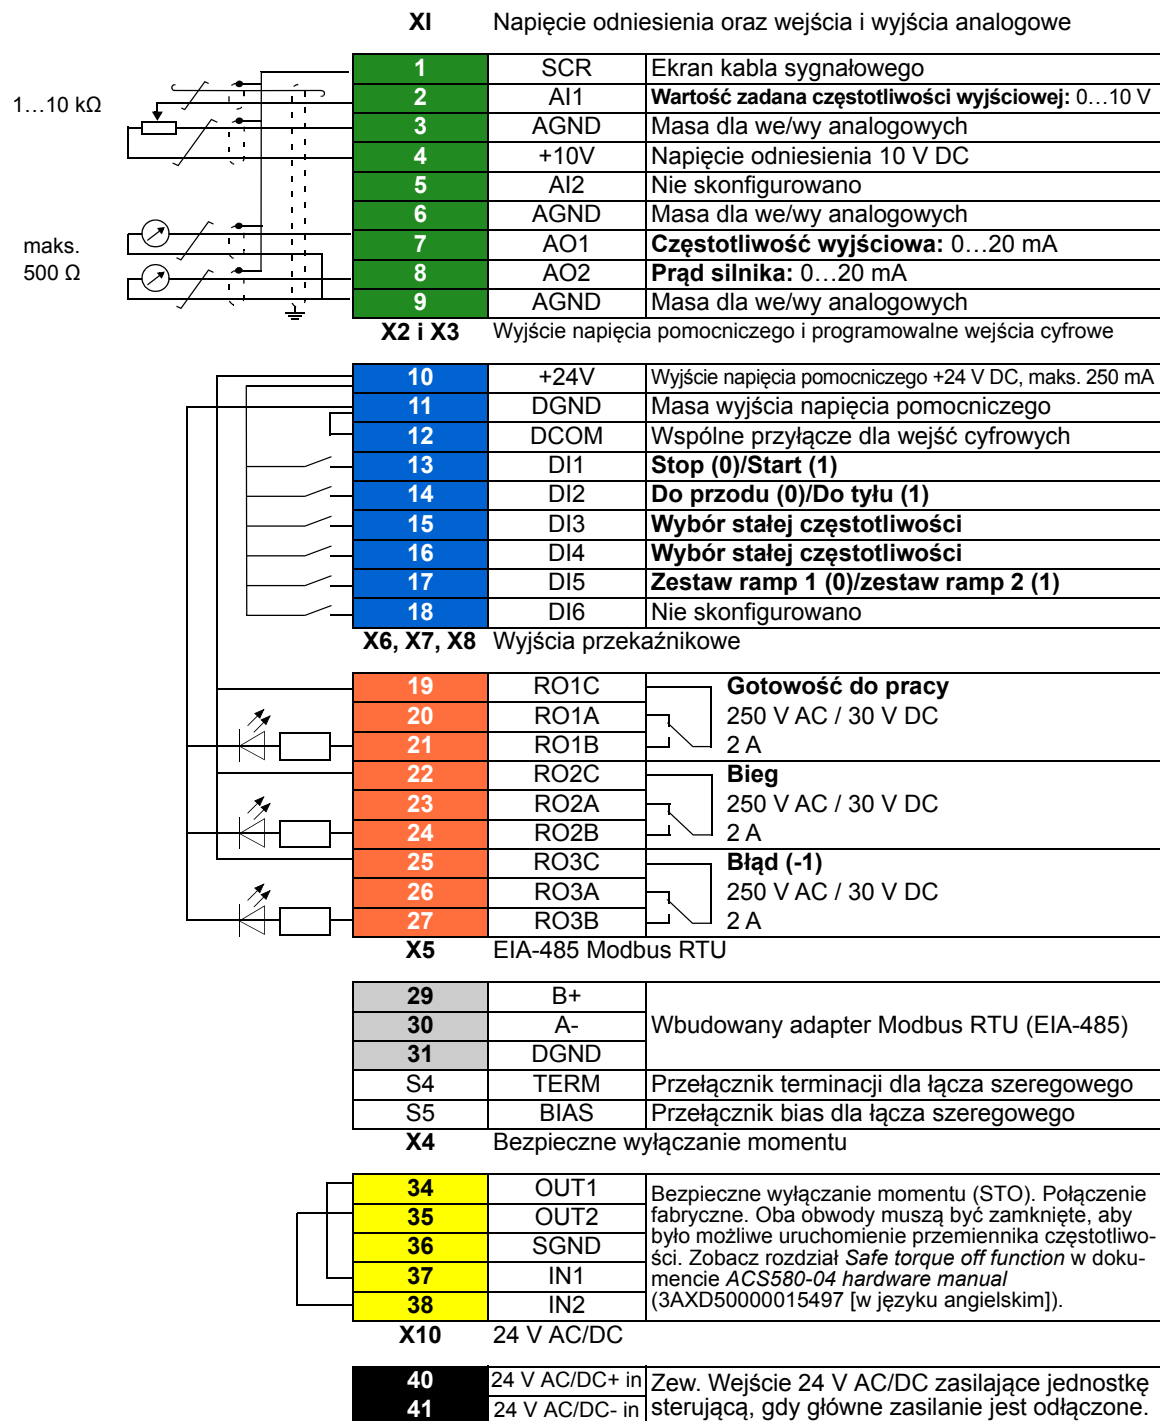 XI Napięcie odniesienia oraz wejścia i wyjścia analogowe
1…10 kΩ
maks.
500 Ω
1 SCR Ekran kabla sygnałowego
2 AI1 Wartość zadana częstotliwości wyjściowej: 0…10 V
3 AGND Masa dla we/wy analogowych
4 +10V Napięcie odniesienia 10 V DC
5 AI2 Nie skonfigurowano
6 AGND Masa dla we/wy analogowych
7 AO1 Częstotliwość wyjściowa: 0…20 mA
8 AO2 Prąd silnika: 0…20 mA
9 AGND Masa dla we/wy analogowych
X2 i X3 Wyjście napięcia pomocniczego i programowalne wejścia cyfrowe
10 +24V Wyjście napięcia pomocniczego +24 V DC, maks. 250 mA
11 DGND Masa wyjścia napięcia pomocniczego
12 DCOM Wspólne przyłącze dla wejść cyfrowych
13 DI1 Stop (0)/Start (1)
14 DI2 Do przodu (0)/Do tyłu (1)
15 DI3 Wybór stałej częstotliwości
16 DI4 Wybór stałej częstotliwości
17 DI5 Zestaw ramp 1 (0)/zestaw ramp 2 (1)
18 DI6 Nie skonfigurowano
X6, X7, X8 Wyjścia przekaźnikowe
19 RO1C Gotowość do pracy
20 RO1A 250 V AC / 30 V DC
21 RO1B 2 A
22 RO2C Bieg
23 RO2A 250 V AC / 30 V DC
24 RO2B 2 A
25 RO3C Błąd (-1)
26 RO3A 250 V AC / 30 V DC
27 RO3B 2 A
X5 EIA-485 Modbus RTU
29 B+
30 A- Wbudowany adapter Modbus RTU (EIA-485)
31 DGND
S4 TERM Przełącznik terminacji dla łącza szeregowego
S5 BIAS Przełącznik bias dla łącza szeregowego
X4 Bezpieczne wyłączanie momentu
34 OUT1
35 OUT2
36 SGND
37 IN1
38 IN2
Bezpieczne wyłączanie momentu (STO). Połączenie
fabryczne. Oba obwody muszą być zamknięte, aby
było możliwe uruchomienie przemiennika częstotliwo-
ści. Zobacz rozdział Safe torque off function w doku-
mencie ACS580-04 hardware manual
(3AXD50000015497 [w języku angielskim]).
X10 24 V AC/DC
40 24 V AC/DC+ in Zew. Wejście 24 V AC/DC zasilające jednostkę
41 24 V AC/DC- in sterującą, gdy główne zasilanie jest odłączone.